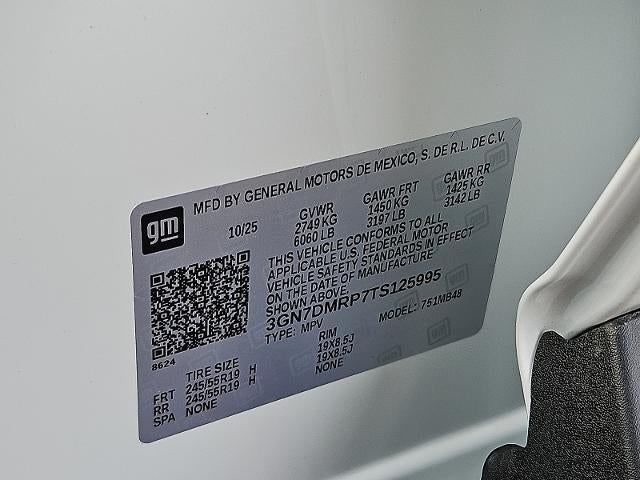 gm
MFD BY GENERAL MOTORS DE MEXICO, S. DE R.L. DE C.V.
10/25 GVWR GAWR FRT GAWR RR
2749 KG 1450 KG 1425 KG
6060 LB 3197 LB 3142 LB
THIS VEHICLE CONFORMS TO ALL
APPLICABLE U.S. FEDERAL MOTOR
VEHICLE SAFETY STANDARDS IN EFFECT
ON THE DATE OF MANUFACTURE
SHOWN ABOVE.
3GN7DMRP7TS125995
TYPE: MPV MODEL: 751MB48
8624
TIRE SIZE RIM
FRT 245/55R19 H 19X8.5J
RR 245/55R19 H 19X8.5J
SPA NONE NONE